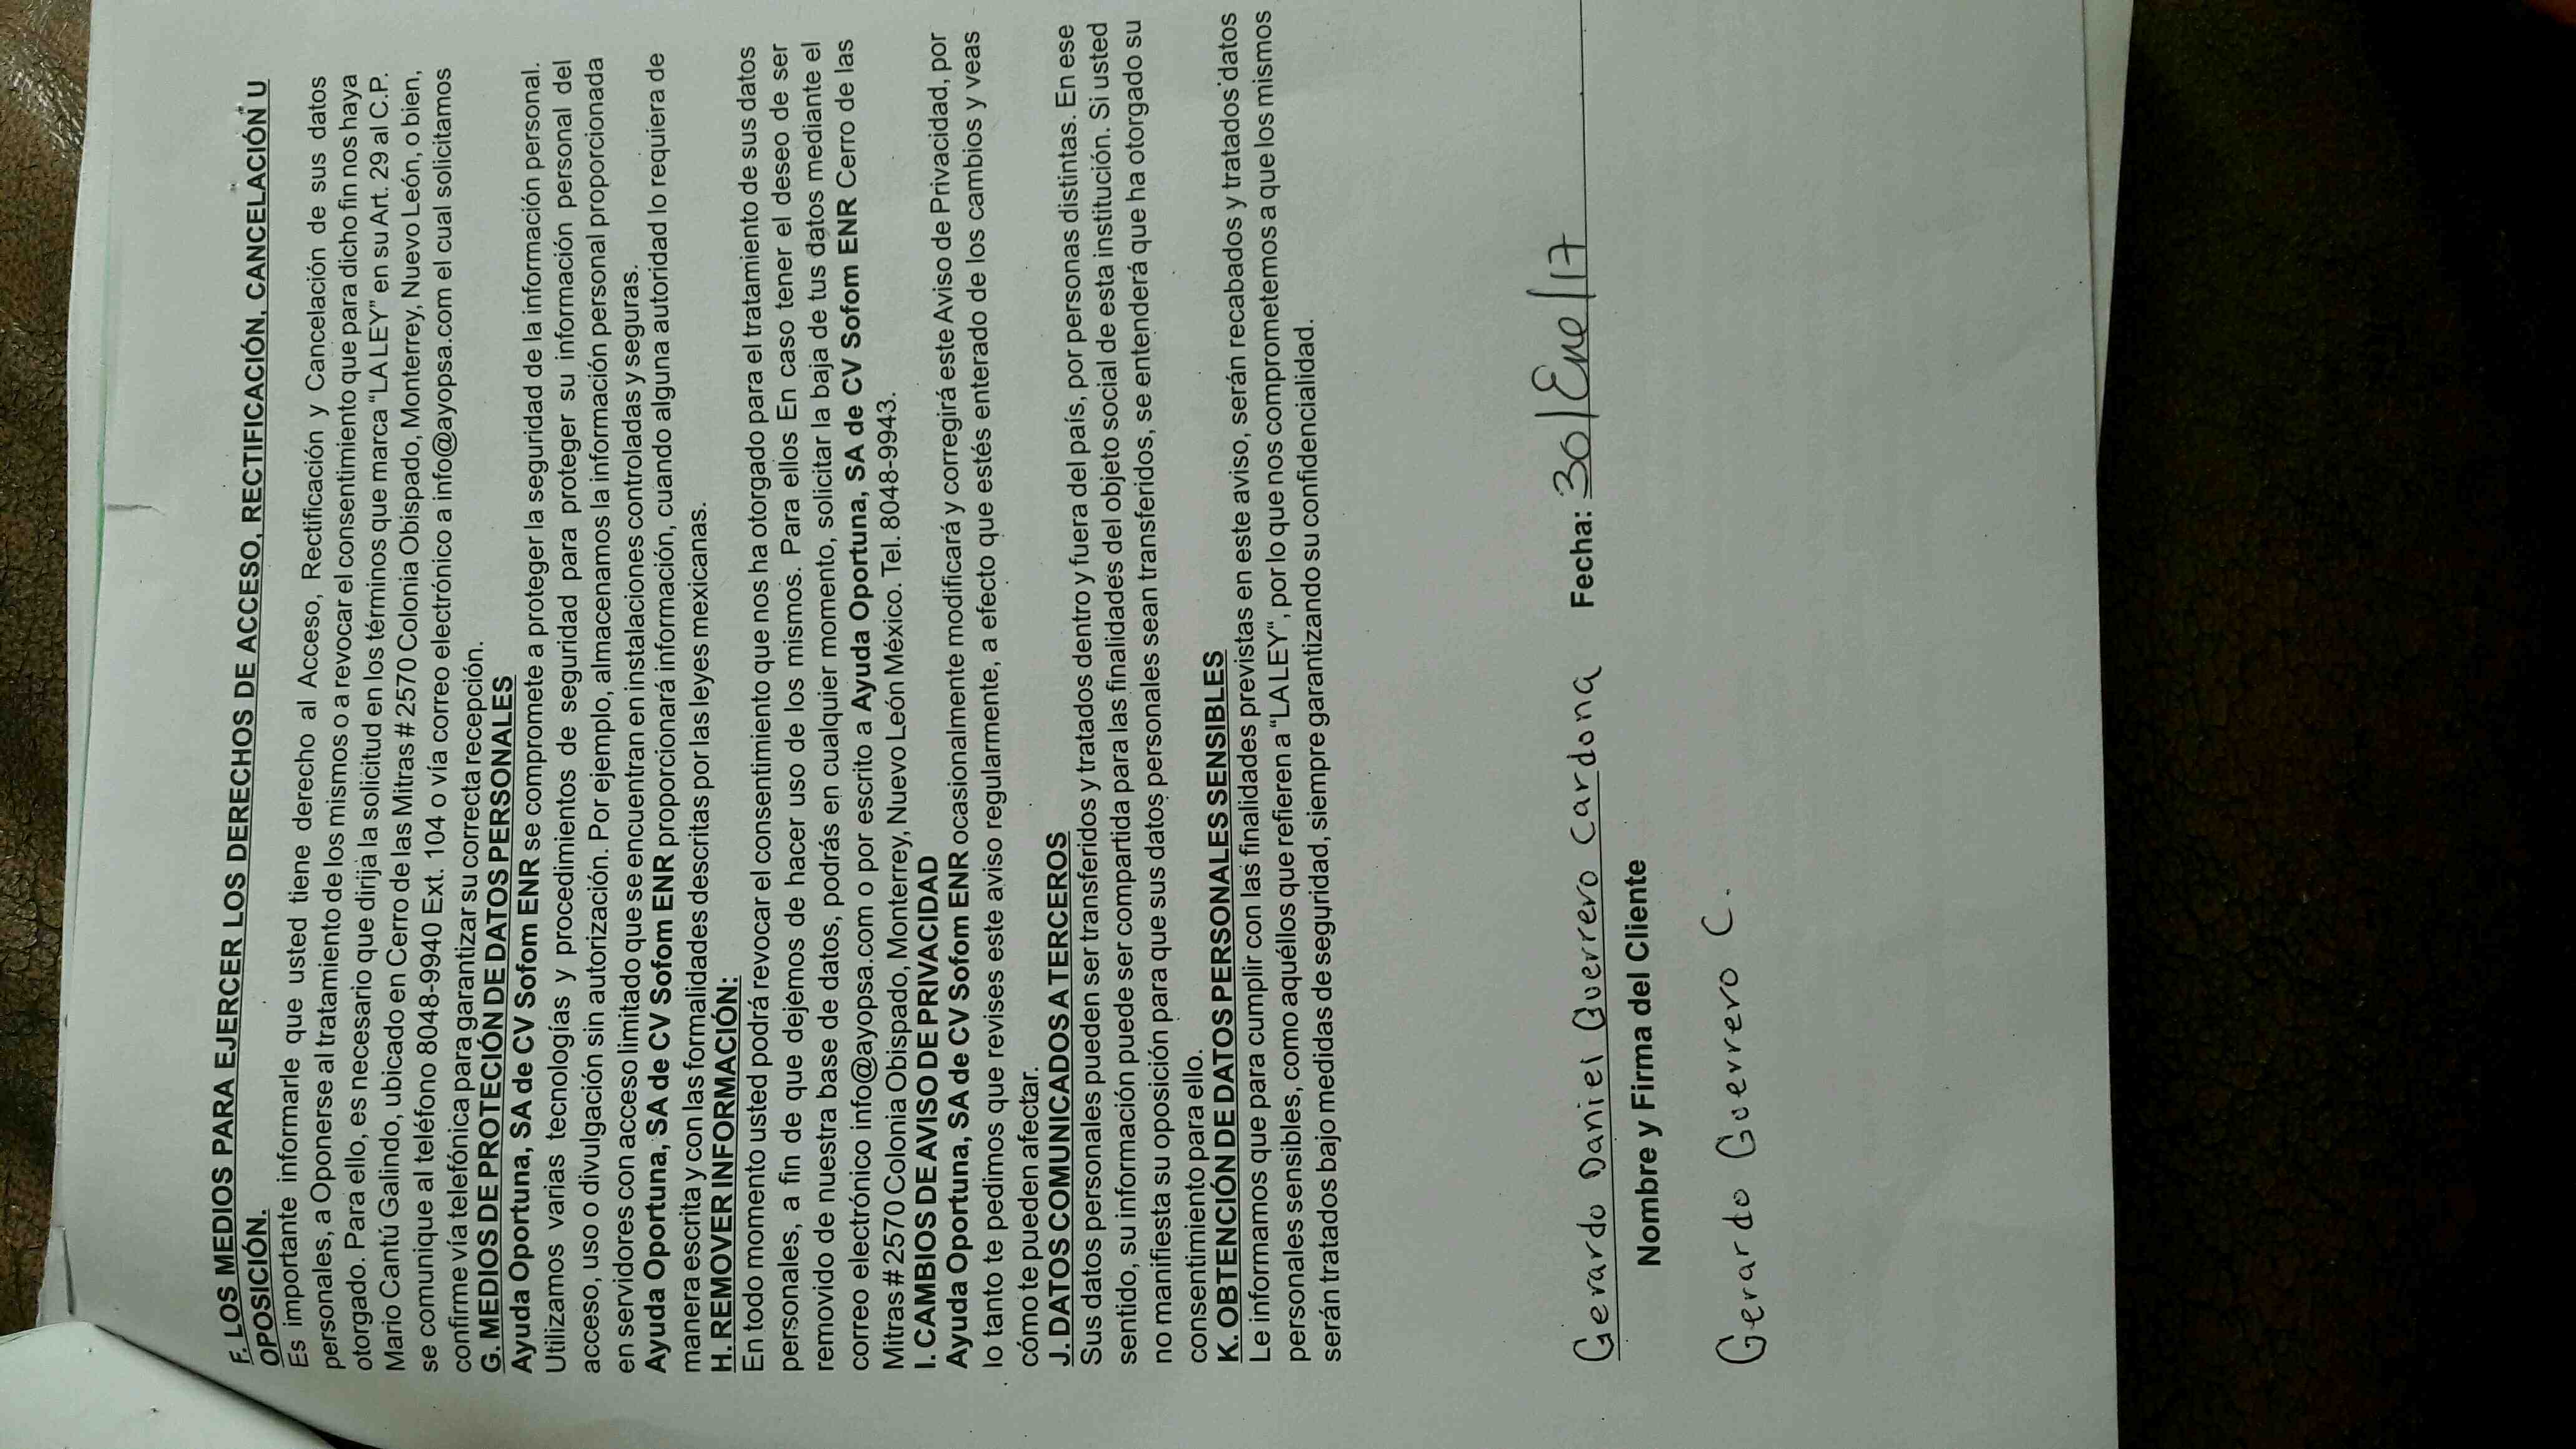 F. LOS MEDIOS PARA EJERCER LOS DERECHOS DE ACCESO, RECTIFICACIÓN, CANCELACIÓN U
OPOSICIÓN.
Es importante informarle que usted tiene derecho al Acceso, Rectificación y Cancelación de sus datos
personales, a Oponerse al tratamiento de los mismos o a revocar el consentimiento que para dicho fin nos haya
otorgado. Para ello, es necesario que dirija la solicitud en los términos que marca “LA LEY” en su Art. 29 al C.P.
Mario Cantú Galindo, ubicado en Cerro de las Mitras # 2570 Colonia Obispado, Monterrey, Nuevo León, o bien,
se comunique al teléfono 8048-9940 Ext. 104 o vía correo electrónico a info@ayopsa.com el cual solicitamos
confirme vía telefónica para garantizar su correcta recepción.
G. MEDIOS DE PROTECIÓN DE DATOS PERSONALES
Ayuda Oportuna, SA de CV Sofom ENR se compromete a proteger la seguridad de la información personal.
Utilizamos varias tecnologías y procedimientos de seguridad para proteger su información personal del
acceso, uso o divulgación sin autorización. Por ejemplo, almacenamos la información personal proporcionada
en servidores con acceso limitado que se encuentran en instalaciones controladas y seguras.
Ayuda Oportuna, SA de CV Sofom ENR proporcionará información, cuando alguna autoridad lo requiera de
manera escrita y con las formalidades descritas por las leyes mexicanas.
H. REMOVER INFORMACIÓN:
En todo momento usted podrá revocar el consentimiento que nos ha otorgado para el tratamiento de sus datos
personales, a fin de que dejemos de hacer uso de los mismos. Para ellos En caso tener el deseo de ser
removido de nuestra base de datos, podrás en cualquier momento, solicitar la baja de tus datos mediante el
correo electrónico info@ayopsa.com o por escrito a Ayuda Oportuna, SA de CV Sofom ENR Cerro de las
Mitras # 2570 Colonia Obispado, Monterrey, Nuevo León México. Tel. 8048-9943.
I. CAMBIOS DE AVISO DE PRIVACIDAD
Ayuda Oportuna, SA de CV Sofom ENR ocasionalmente modificará y corregirá este Aviso de Privacidad, por
lo tanto te pedimos que revises este aviso regularmente, a efecto que estés enterado de los cambios y veas
cómo te pueden afectar.
J. DATOS COMUNICADOS A TERCEROS
Sus datos personales pueden ser transferidos y tratados dentro y fuera del país, por personas distintas. En ese
sentido, su información puede ser compartida para las finalidades del objeto social de esta institución. Si usted
no manifiesta su oposición para que sus datos personales sean transferidos, se entenderá que ha otorgado su
consentimiento para ello.
K. OBTENCIÓN DE DATOS PERSONALES SENSIBLES
Le informamos que para cumplir con las finalidades previstas en este aviso, serán recabados y tratados datos
personales sensibles, como aquéllos que refieren a “LA LEY“, por lo que nos comprometemos a que los mismos
serán tratados bajo medidas de seguridad, siempre garantizando su confidencialidad.
Gerardo Daniel Guerrero Cardona Fecha: 30/Ene/17
Nombre y Firma del Cliente
Gerardo Guerrero C.